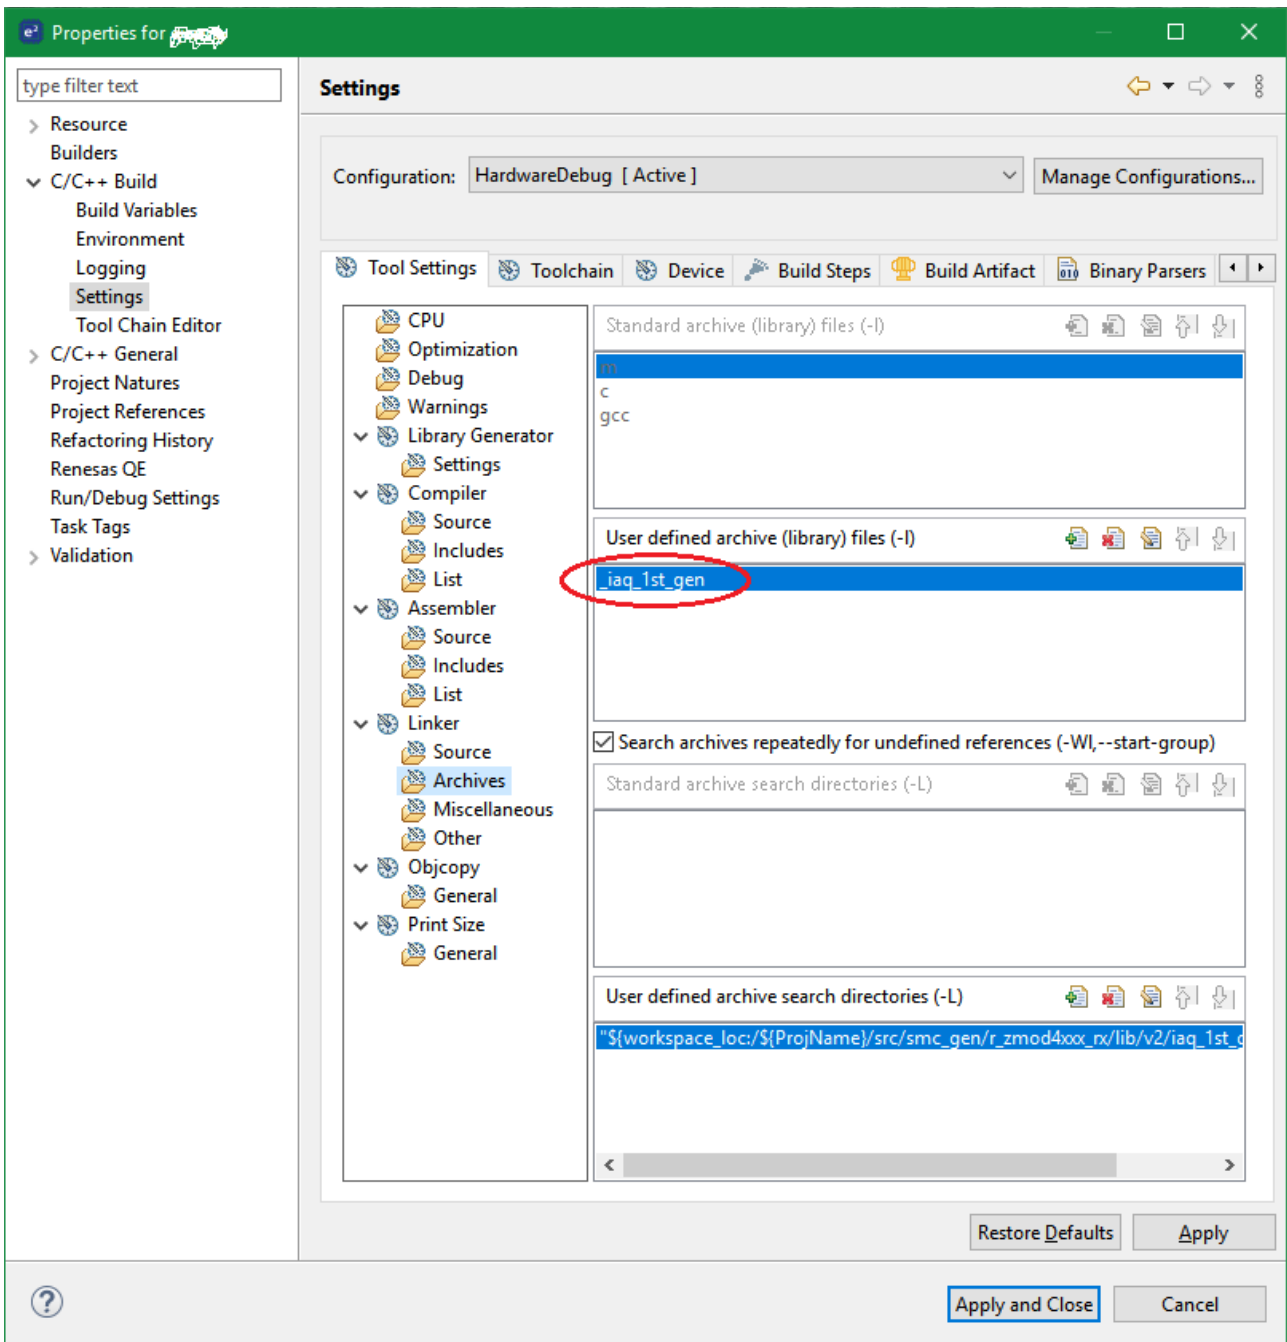 e² Properties for
type filter text
Resource
Builders
C/C++ Build
Build Variables
Environment
Logging
Settings
Tool Chain Editor
C/C++ General
Project Natures
Project References
Refactoring History
Renesas QE
Run/Debug Settings
Task Tags
Validation
Settings
Configuration: HardwareDebug [ Active ] Manage Configurations...
Tool Settings Toolchain Device Build Steps Build Artifact Binary Parsers
CPU
Optimization
Debug
Warnings
Library Generator
Settings
Compiler
Source
Includes
List
Assembler
Source
Includes
List
Linker
Source
Archives
Miscellaneous
Other
Objcopy
General
Print Size
General
Standard archive (library) files (-l)
m
c
gcc
User defined archive (library) files (-l)
_iaq_1st_gen
Search archives repeatedly for undefined references (-Wl,--start-group)
Standard archive search directories (-L)
User defined archive search directories (-L)
"${workspace_loc:/${ProjName}/src/smc_gen/r_zmod4xxx_rx/lib/v2/iaq_1st_
Restore Defaults Apply
? Apply and Close Cancel